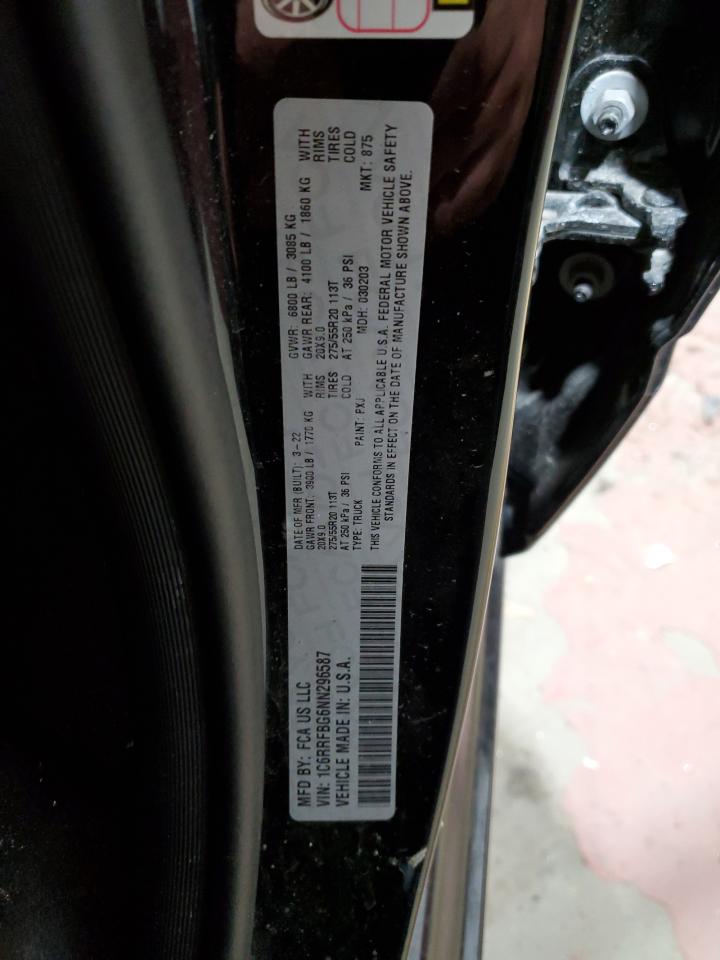 MFD BY: FCA US LLC
VIN: 1C6RRFBG6NN296587
VEHICLE MADE IN: U.S.A.
DATE OF MFR (BUILT): 3-22 GVWR: 6800 LB / 3085 KG
GAWR FRONT: 3900 LB / 1770 KG WITH GAWR REAR: 4100 LB / 1860 KG WITH
20X9.0 RIMS 20X9.0 RIMS
275/55R20 113T TIRES 275/55R20 113T TIRES
AT 250 kPa / 36 PSI COLD AT 250 kPa / 36 PSI COLD
TYPE: TRUCK PAINT: PXJ MDH: 030203 MKT: 875
THIS VEHICLE CONFORMS TO ALL APPLICABLE U.S.A. FEDERAL MOTOR VEHICLE SAFETY
STANDARDS IN EFFECT ON THE DATE OF MANUFACTURE SHOWN ABOVE.